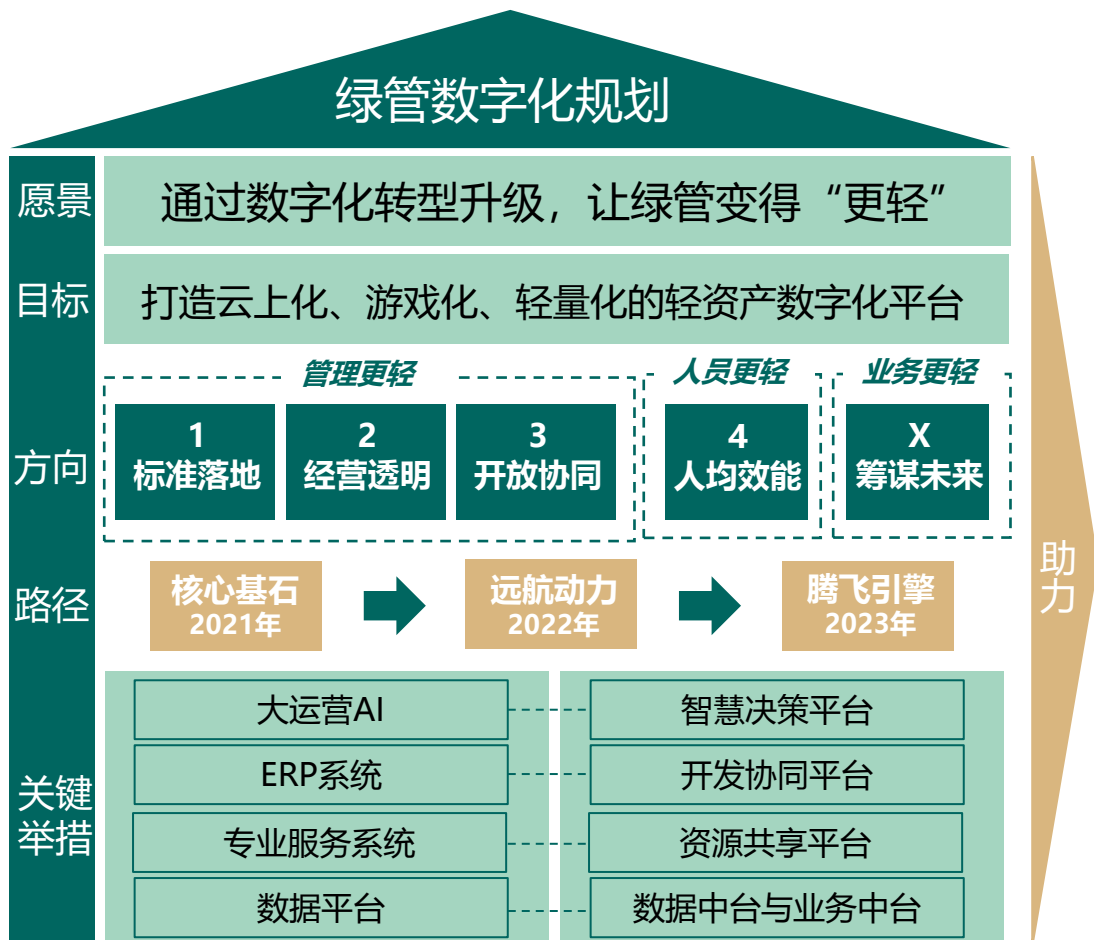 绿管数字化规划
愿景
通过数字化转型升级，让绿管变得“更轻”
目标
打造云上化、游戏化、轻量化的轻资产数字化平台
管理更轻
人员更轻
业务更轻
方向
1
标准落地
2
经营透明
3
开放协同
4
人均效能
X
筹谋未来
路径
核心基石
2021年
远航动力
2022年
腾飞引擎
2023年
关键
举措
大运营AI
智慧决策平台
ERP系统
开发协同平台
专业服务系统
资源共享平台
数据平台
数据中台与业务中台
助
力